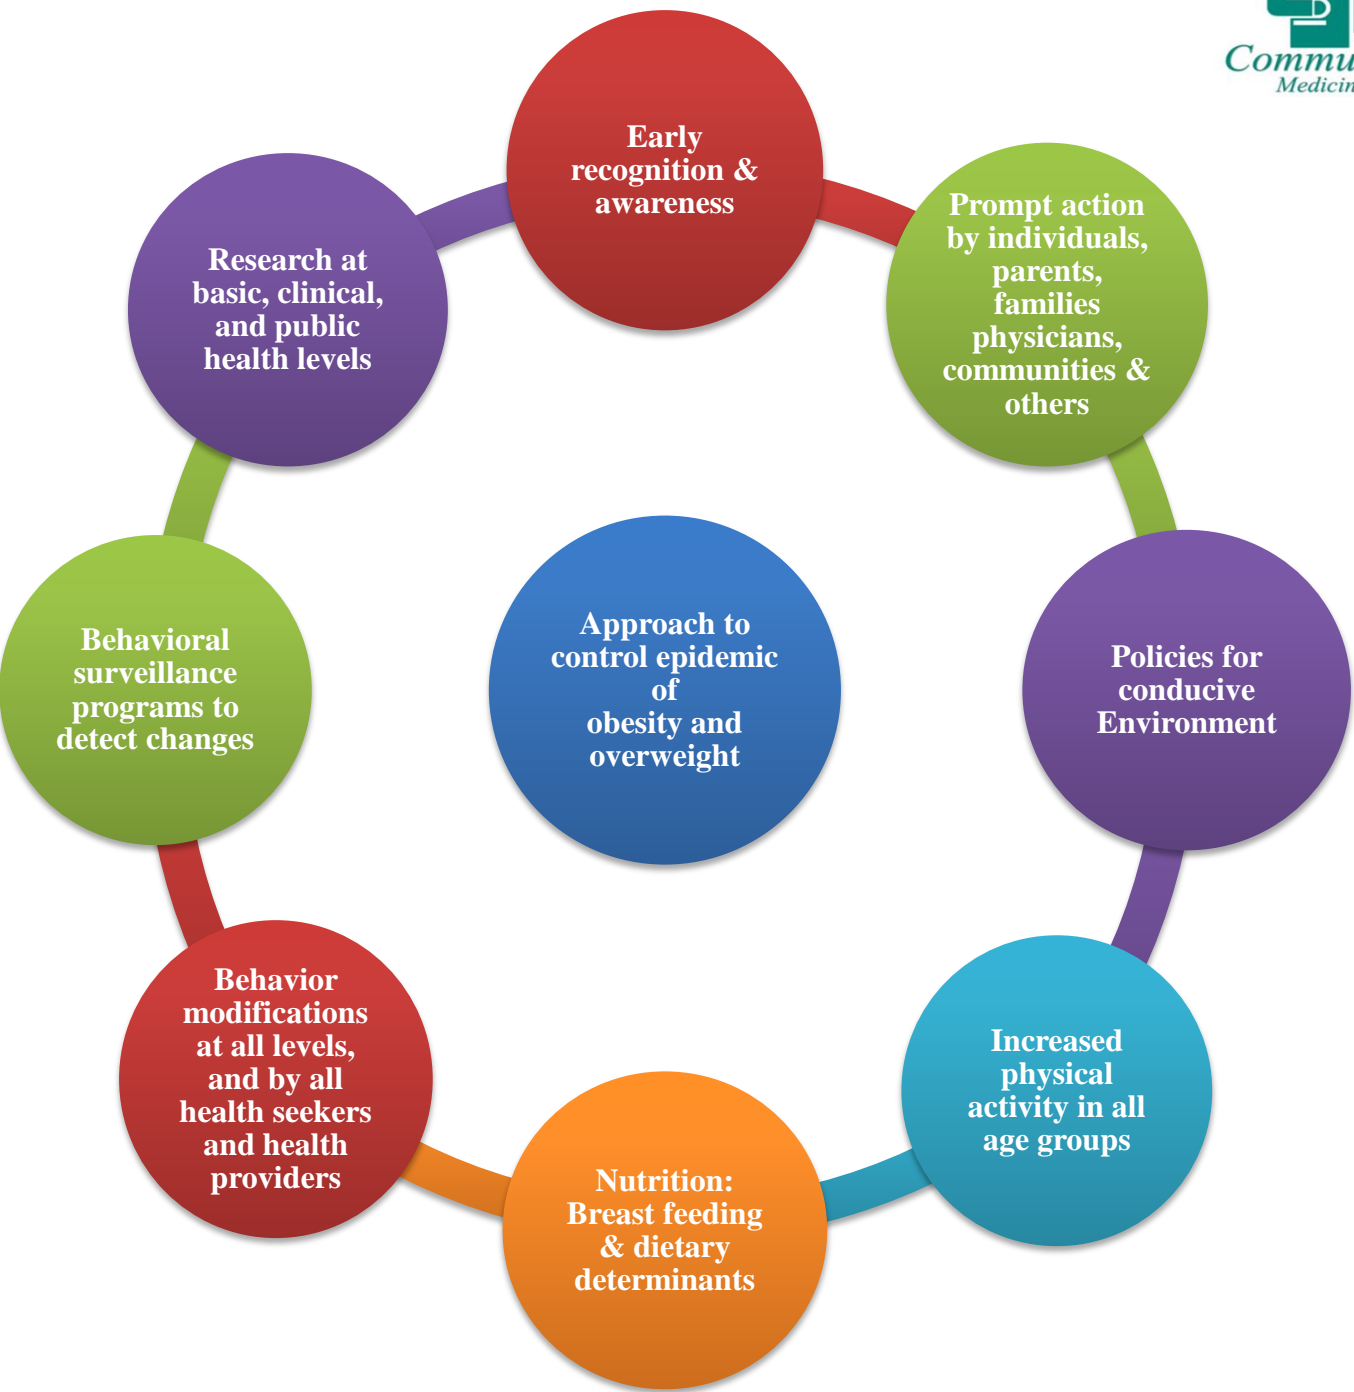 Commu
Medicin
Early
recognition &
awareness
Prompt action
by individuals,
parents,
families
physicians,
communities &
others
Research at
basic, clinical,
and public
health levels
Approach to
control epidemic
of
obesity and
overweight
Policies for
conducive
Environment
Behavioral
surveillance
programs to
detect changes
Increased
physical
activity in all
age groups
Behavior
modifications
at all levels,
and by all
health seekers
and health
providers
Nutrition:
Breast feeding
& dietary
determinants